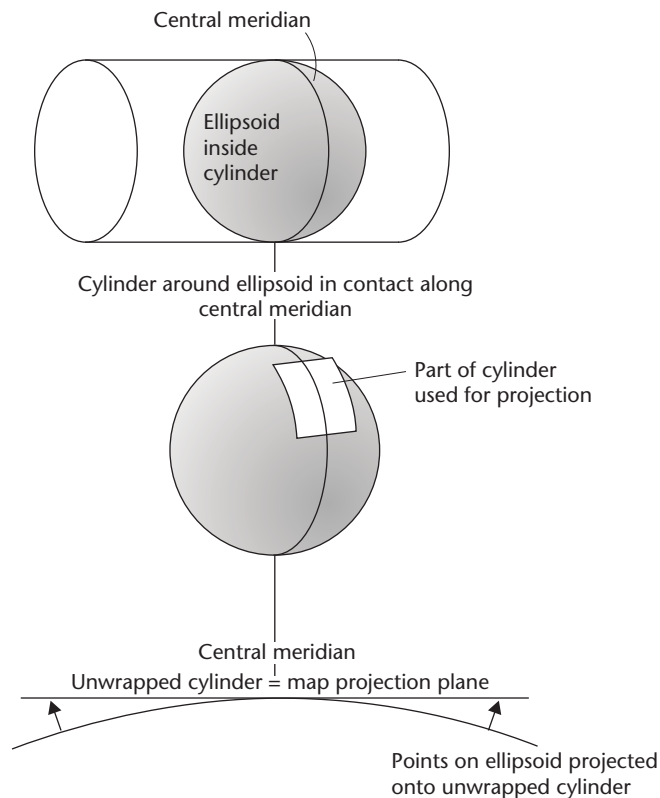 Central meridian
Ellipsoid
inside
cylinder
Cylinder around ellipsoid in contact along
central meridian
Part of cylinder
used for projection
Central meridian
Unwrapped cylinder = map projection plane
Points on ellipsoid projected
onto unwrapped cylinder